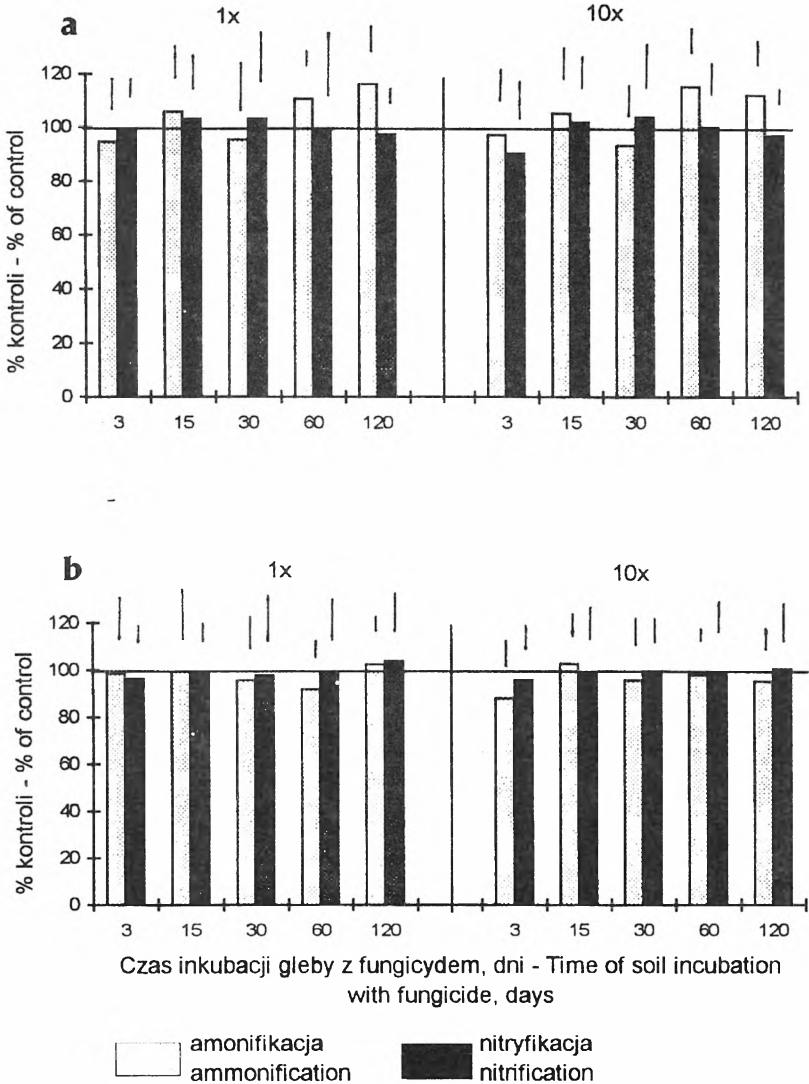 a
1x
10x
% kontroli - % of control
120
100
80
60
40
20
0
3 15 30 60 120 3 15 30 60 120
b
1x
10x
% kontroli - % of control
120
100
80
60
40
20
0
3 15 30 60 120 3 15 30 60 120
Czas inkubacji gleby z fungicydem, dni - Time of soil incubation
with fungicide, days
amonifikacja
ammonification
nitryfikacja
nitrification